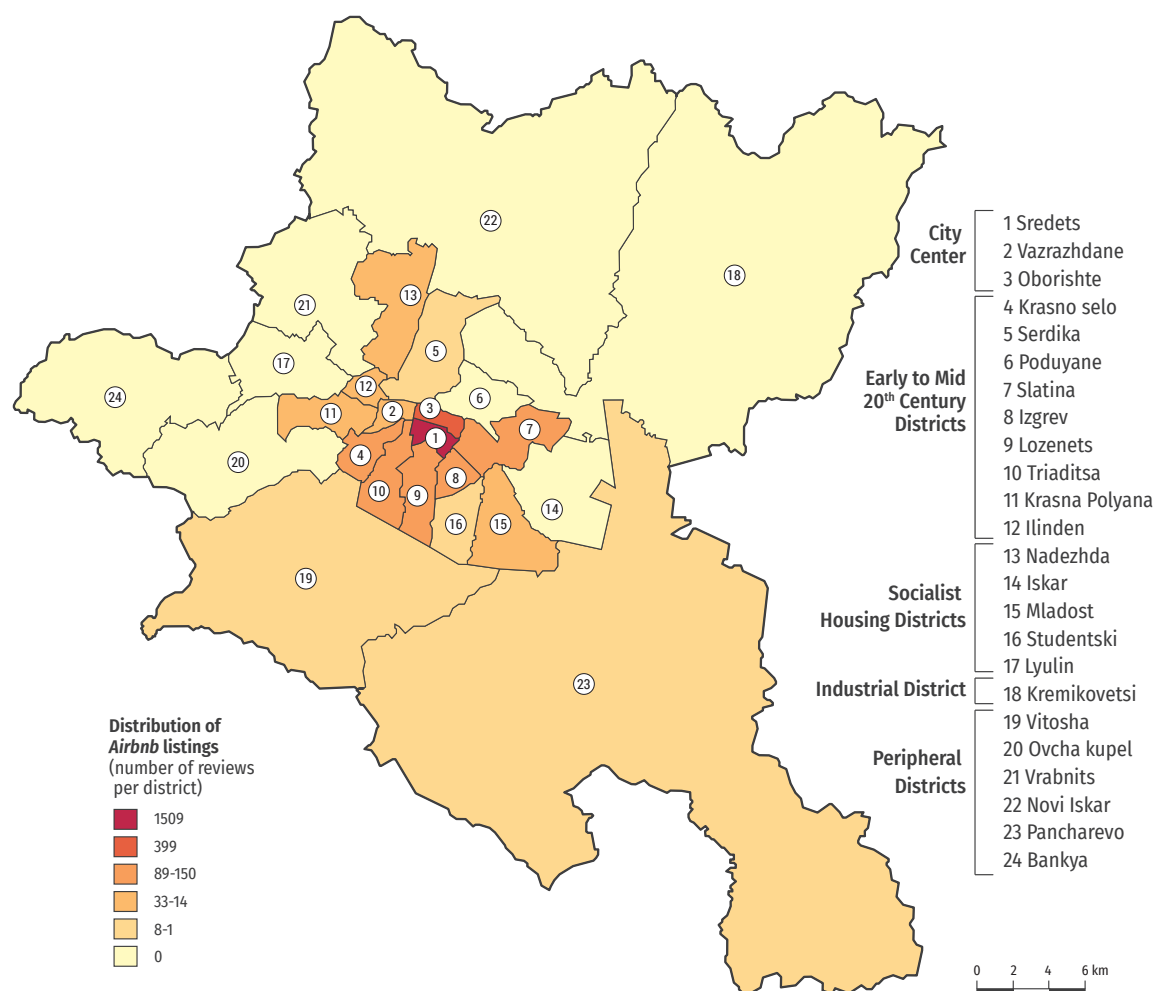 22
18
13
21
5
17
12
24
6
11
2
3
7
1
4
20
8
10
9
14
16
15
19
23
City
Center
1 Sredets
2 Vazrazhdane
3 Oborishte
Early to Mid
20th Century
Districts
4 Krasno selo
5 Serdika
6 Poduyane
7 Slatina
8 Izgrev
9 Lozenets
10 Triaditsa
11 Krasna Polyana
12 Ilinden
Socialist
Housing Districts
13 Nadezhda
14 Iskar
15 Mladost
16 Studentski
17 Lyulin
Industrial District
18 Kremikovetsi
Peripheral
Districts
19 Vitosha
20 Ovcha kupel
21 Vrabnits
22 Novi Iskar
23 Pancharevo
24 Bankya
Distribution of
Airbnb listings
(number of reviews
per district)
1509
399
89-150
33-14
8-1
0
0 2 4 6 km